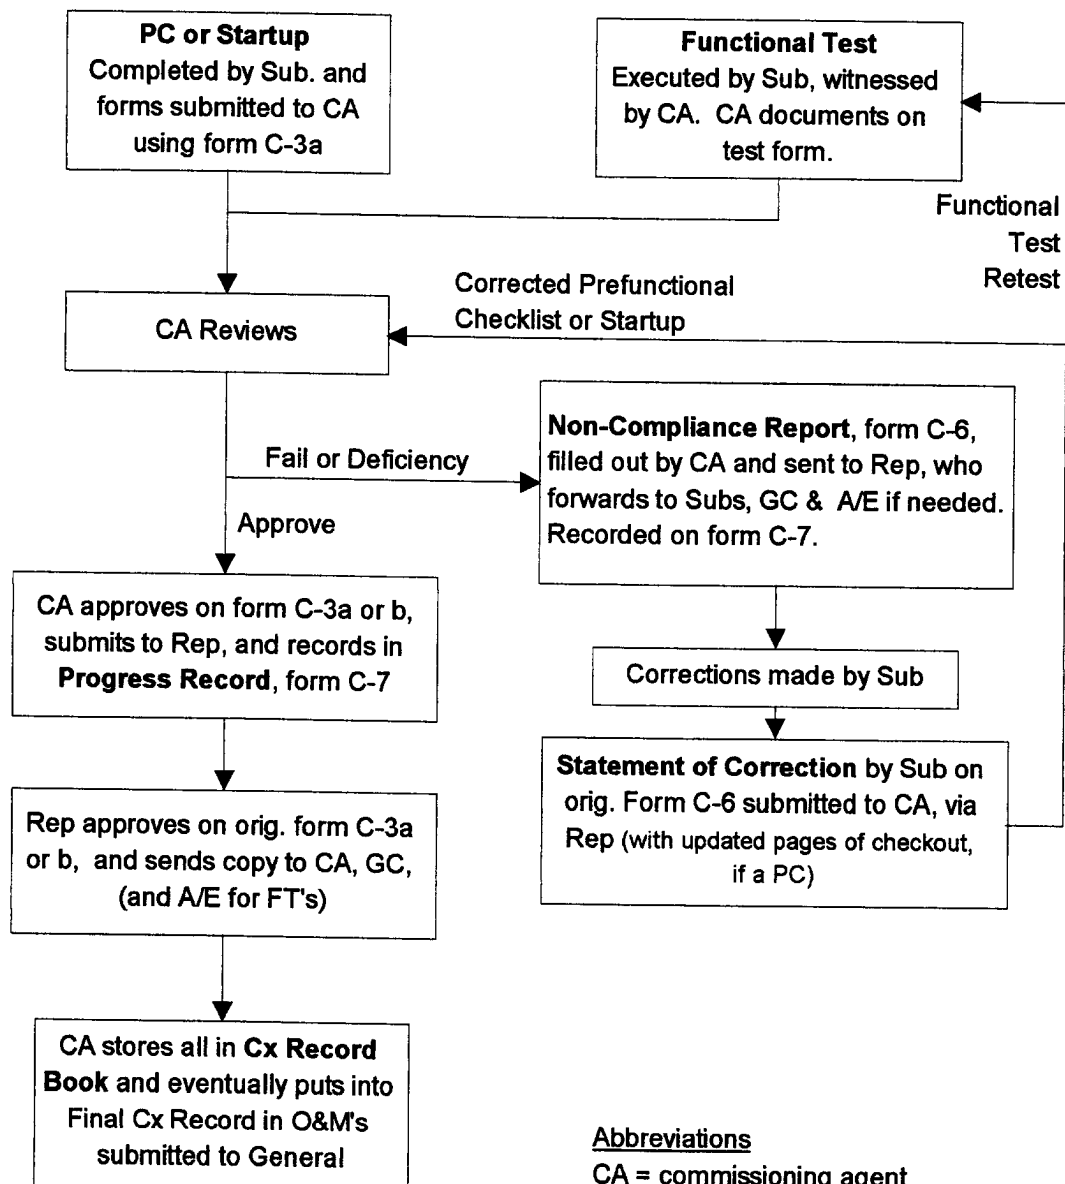 PC or Startup
Completed by Sub. and
forms submitted to CA
using form C-3a
Functional Test
Executed by Sub, witnessed
by CA. CA documents on
test form.
Functional
Test
Retest
Corrected Prefunctional
Checklist or Startup
CA Reviews
Fail or Deficiency
Approve
Non-Compliance Report, form C-6,
filled out by CA and sent to Rep, who
forwards to Subs, GC & A/E if needed.
Recorded on form C-7.
CA approves on form C-3a or b,
submits to Rep, and records in
Progress Record, form C-7
Corrections made by Sub
Statement of Correction by Sub on
orig. Form C-6 submitted to CA, via
Rep (with updated pages of checkout,
if a PC)
Rep approves on orig. form C-3a
or b, and sends copy to CA, GC,
(and A/E for FT's)
CA stores all in Cx Record
Book and eventually puts into
Final Cx Record in O&M's
submitted to General
Abbreviations
CA = commissioning agent